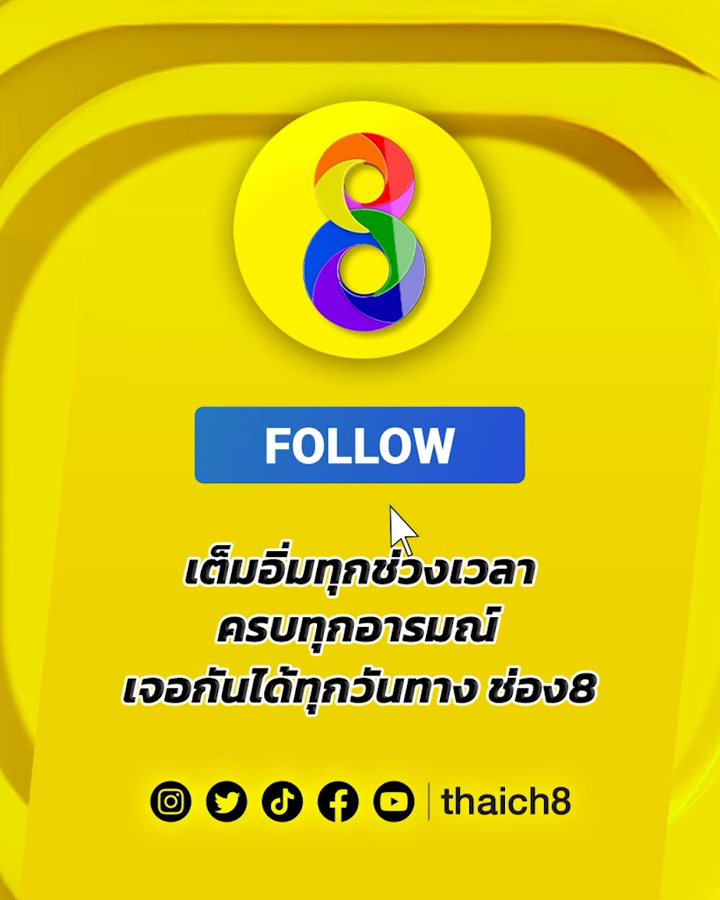 8
FOLLOW
เต็มอิ่มทุกช่วงเวลา
ครบทุกอารมณ์
เจอกันได้ทุกวันทาง ช่อง8
thaich8